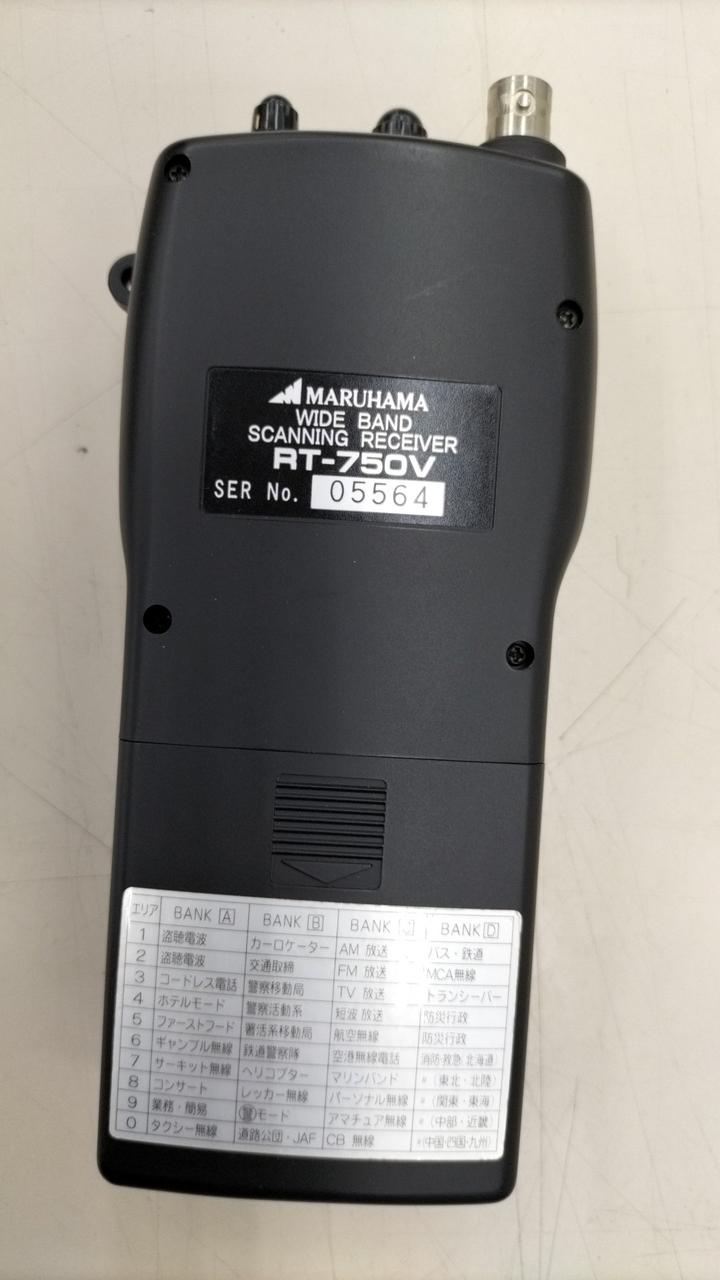 MARUHAMA
WIDE BAND
SCANNING RECEIVER
RT-750V
SER No. 05564
エリア BANK A BANK B BANK BANK D
1 盗聴電波 カーロケーター AM 放送 バス・鉄道
2 盗聴電波 交通取締 FM 放送 MCA無線
3 コードレス電話 警察移動局 TV 放送 トランシーバー
4 ホテルモード 警察活動系 短波 放送 防災行政
5 ファーストフード 署活系移動局 航空無線 防災行政
6 ギャンブル無線 鉄道警察隊 空港無線電話 消防・救急 北海道
7 サーキット無線 ヘリコプター マリンバンド 〃（東北・北陸）
8 コンサート レッカー無線 パーソナル無線 〃（関東・東海）
9 業務・簡易 ㊙モード アマチュア無線 〃（中部・近畿）
0 タクシー無線 道路公団・JAF CB 無線 〃(中国・四国・九州)